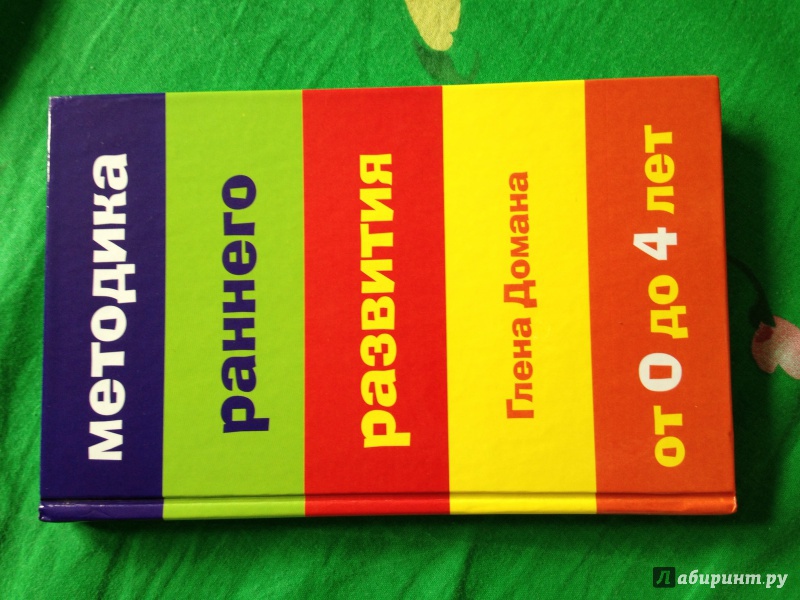 методика
раннего
развития
Глена Домана
от 0 до 4 лет
Лабиринт.ру